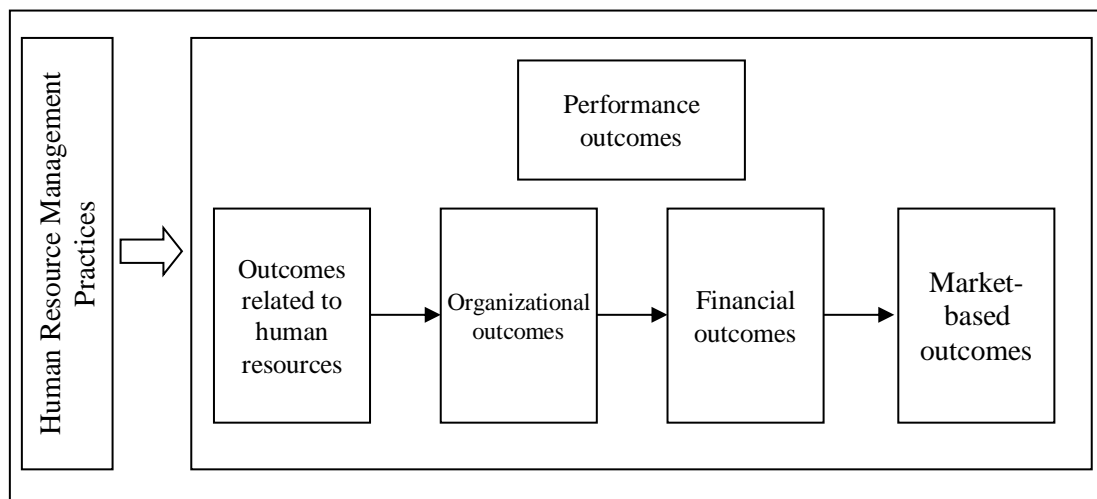 Human Resource Management
Practices
Performance
outcomes
Outcomes
related to
human
resources
Organizational
outcomes
Financial
outcomes
Market-
based
outcomes